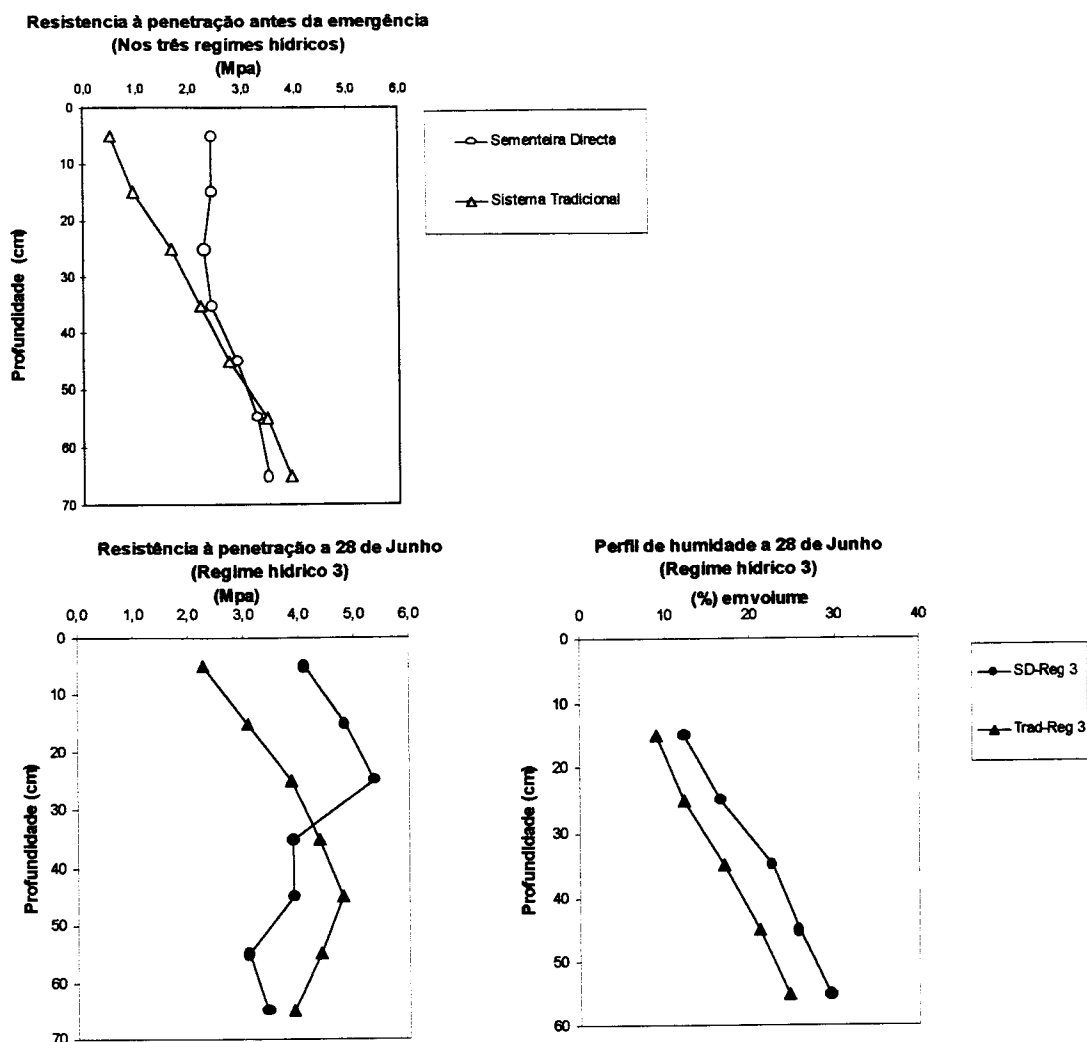 Resistencia à penetração antes da emergência
(Nos três regimes hídricos)
(Mpa)
0,0 1,0 2,0 3,0 4,0 5,0 6,0
0
10
20
30
40
50
60
70
Profundidade (cm)
Sementeira Directa
Sistema Tradicional
Resistência à penetração a 28 de Junho
(Regime hídrico 3)
(Mpa)
0,0 1,0 2,0 3,0 4,0 5,0 6,0
0
10
20
30
40
50
60
70
Profundidade (cm)
Perfil de humidade a 28 de Junho
(Regime hídrico 3)
(%) em volume
0 10 20 30 40
0
10
20
30
40
50
60
Profundidade (cm)
SD-Reg 3
Trad-Reg 3